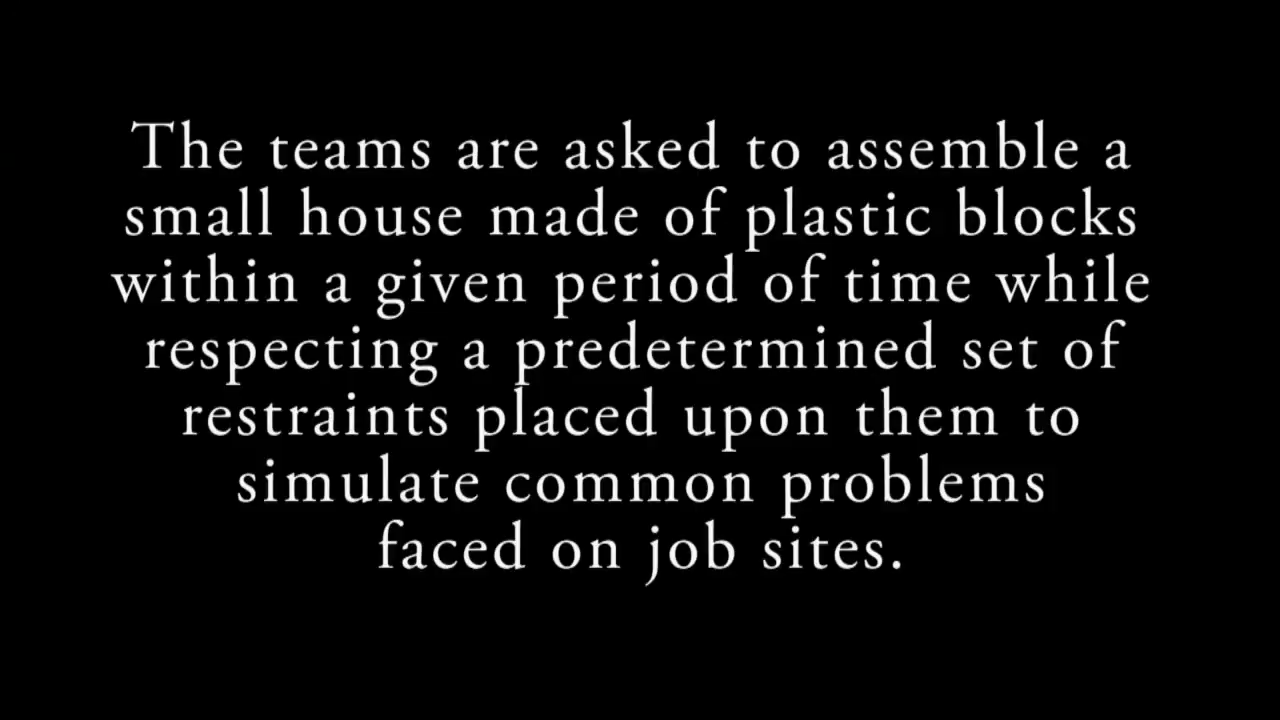 The teams are asked to assemble a
small house made of plastic blocks
within a given period of time while
respecting a predetermined set of
restraints placed upon them to
simulate common problems
faced on job sites.